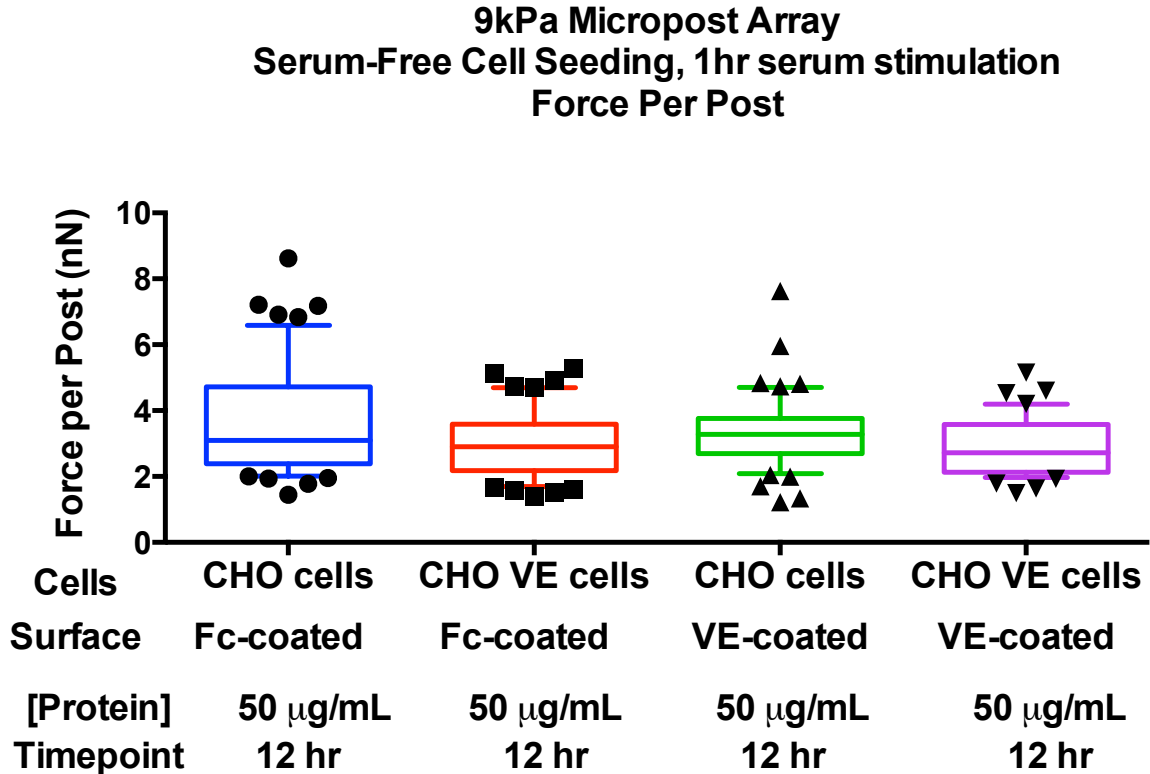 9kPa Micropost Array
Serum-Free Cell Seeding, 1hr serum stimulation
Force Per Post
Force per Post (nN)
10
8
6
4
2
0
Cells CHO cells CHO VE cells CHO cells CHO VE cells
Surface Fc-coated Fc-coated VE-coated VE-coated
[Protein] 50 μg/mL 50 μg/mL 50 μg/mL 50 μg/mL
Timepoint 12 hr 12 hr 12 hr 12 hr